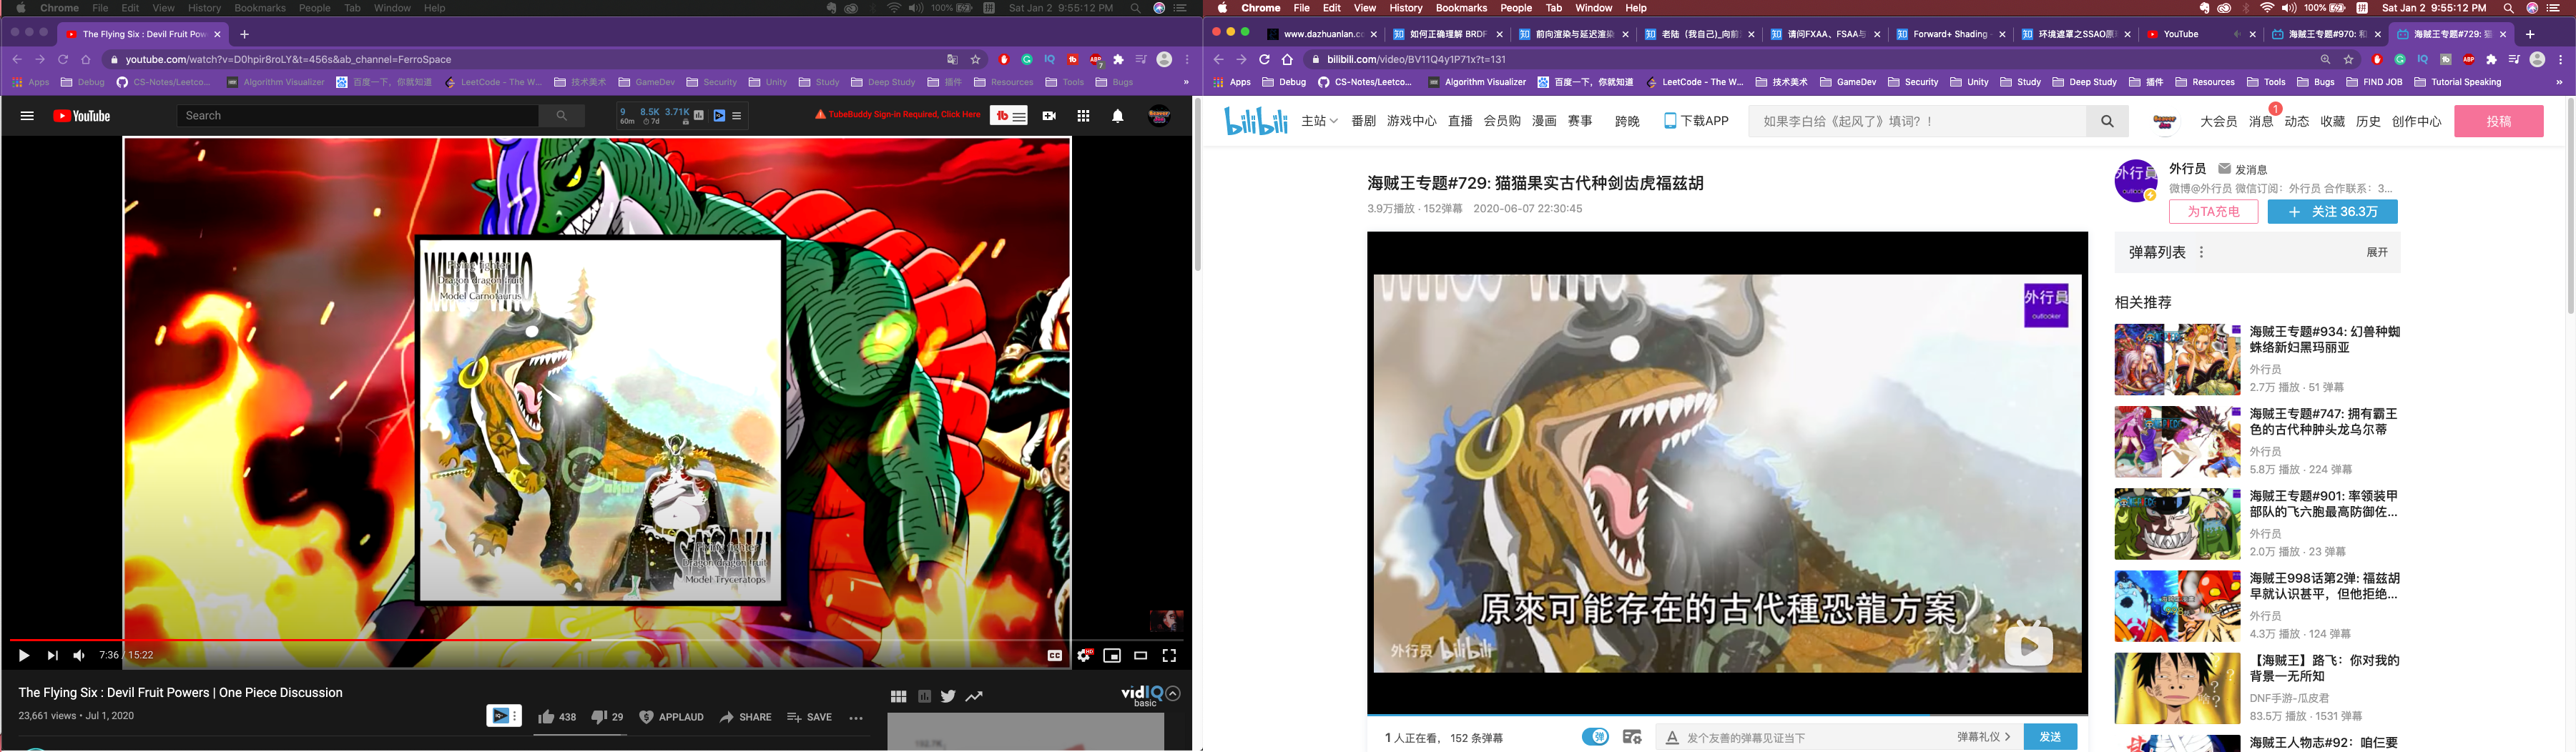 Chrome File Edit View History Bookmarks People Tab Window Help
100% Sat Jan 2 9:55:12 PM
The Flying Six : Devil Fruit Pow
youtube.com/watch?v=D0hpir8roLY&t=456s&ab_channel=FerroSpace
Apps Debug CS-Notes/Leetco... Algorithm Visualizer 百度一下，你就知道 LeetCode - The W... 技术美术 GameDev Security Unity Study Deep Study 插件 Resources Tools Bugs »
YouTube
Search
9 8.5K 3.71K
60m 7d
TubeBuddy Sign-in Required, Click Here
WHO'S WHO
Flying fighter
Dragon dragon fruit
Model Carnotaurus
SASAKI
Flying fighter
Dragon dragon fruit
Model Tryceratops
7:36 / 15:22
CC
HD
The Flying Six : Devil Fruit Powers | One Piece Discussion
23,661 views • Jul 1, 2020
438 29 APPLAUD SHARE SAVE
vidIQ
basic
Chrome File Edit View History Bookmarks People Tab Window Help
100% 拼 Sat Jan 2 9:55:12 PM
www.dazhuanlan.co
如何正确理解 BRDF
前向渲染与延迟渲染
老陆（我自己)_向前
请问FXAA、FSAA与
Forward+ Shading -
环境遮罩之SSAO原
YouTube
海贼王专题#970: 和
海贼王专题#729: 猫
bilibili.com/video/BV11Q4y1P71x?t=131
Apps Debug CS-Notes/Leetco... Algorithm Visualizer 百度一下，你就知道 LeetCode - The W... 技术美术 GameDev Security Unity Study Deep Study 插件 Resources Tools Bugs FIND JOB Tutorial Speaking »
bilibili 主站 番剧 游戏中心 直播 会员购 漫画 赛事 跨晚 下载APP
如果李白给《起风了》填词？！
大会员 消息 1 动态 收藏 历史 创作中心 投稿
海贼王专题#729: 猫猫果实古代种剑齿虎福兹胡
3.9万播放 · 152弹幕 2020-06-07 22:30:45
WHO'S WHO
外行員
outlooker
原來可能存在的古代種恐龍方案
外行员 bilibili
1 人正在看， 152 条弹幕
弹
发个友善的弹幕见证当下
弹幕礼仪
发送
外行員
外行员 发消息
微博@外行员 微信订阅：外行员 合作联系：3...
为TA充电
+ 关注 36.3万
弹幕列表
展开
相关推荐
海贼王专题#934: 幻兽种蜘
蛛络新妇黑玛丽亚
外行员
2.7万 播放 · 51 弹幕
海贼王专题#747: 拥有霸王
色的古代种肿头龙乌尔蒂
外行员
5.8万 播放 · 224 弹幕
海贼王专题#901: 率领装甲
部队的飞六胞最高防御佐...
外行员
2.0万 播放 · 23 弹幕
海贼王998话第2弹: 福兹胡
早就认识甚平，但他拒绝...
外行员
4.3万 播放 · 124 弹幕
【海贼王】路飞：你对我的
背景一无所知
DNF手游-瓜皮君
83.5万 播放 · 1531 弹幕
海贼王人物志#92：咱仨要